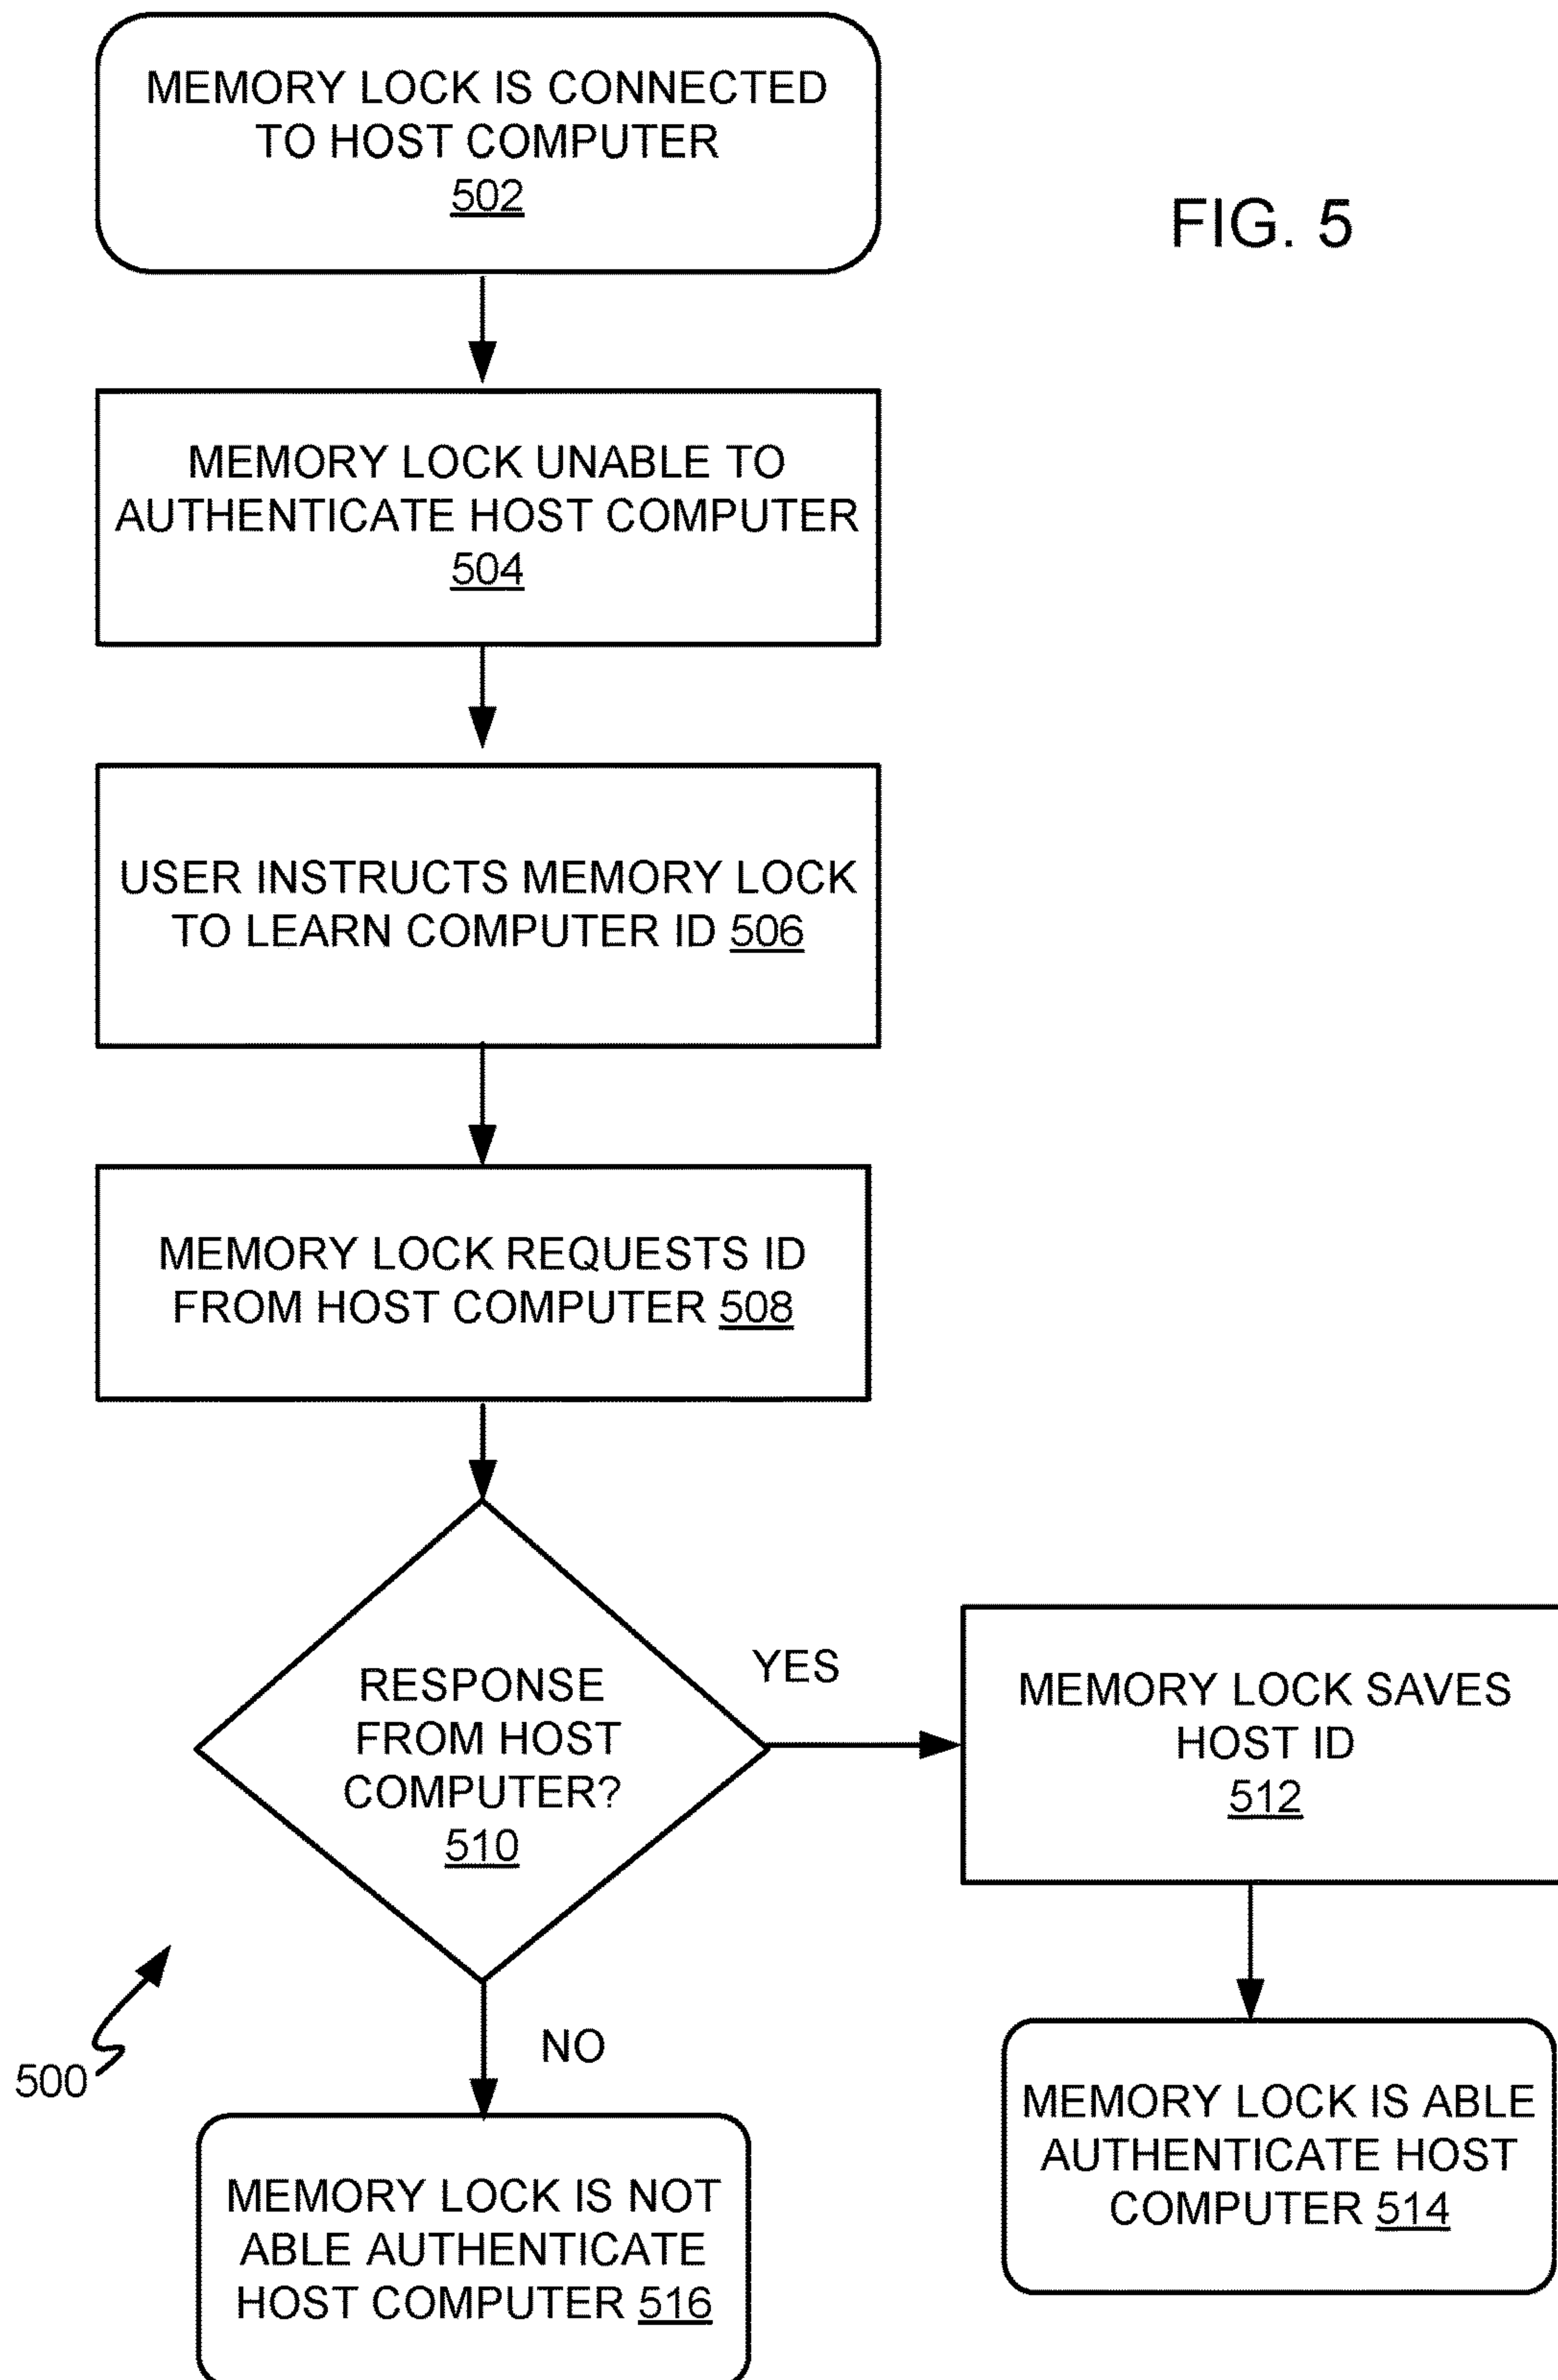 MEMORY LOCK IS CONNECTED
TO HOST COMPUTER
502
FIG. 5
MEMORY LOCK UNABLE TO
AUTHENTICATE HOST COMPUTER
504
USER INSTRUCTS MEMORY LOCK
TO LEARN COMPUTER ID 506
MEMORY LOCK REQUESTS ID
FROM HOST COMPUTER 508
RESPONSE
FROM HOST
COMPUTER?
510
YES
MEMORY LOCK SAVES
HOST ID
512
NO
500
MEMORY LOCK IS ABLE
AUTHENTICATE HOST
COMPUTER 514
MEMORY LOCK IS NOT
ABLE AUTHENTICATE
HOST COMPUTER 516